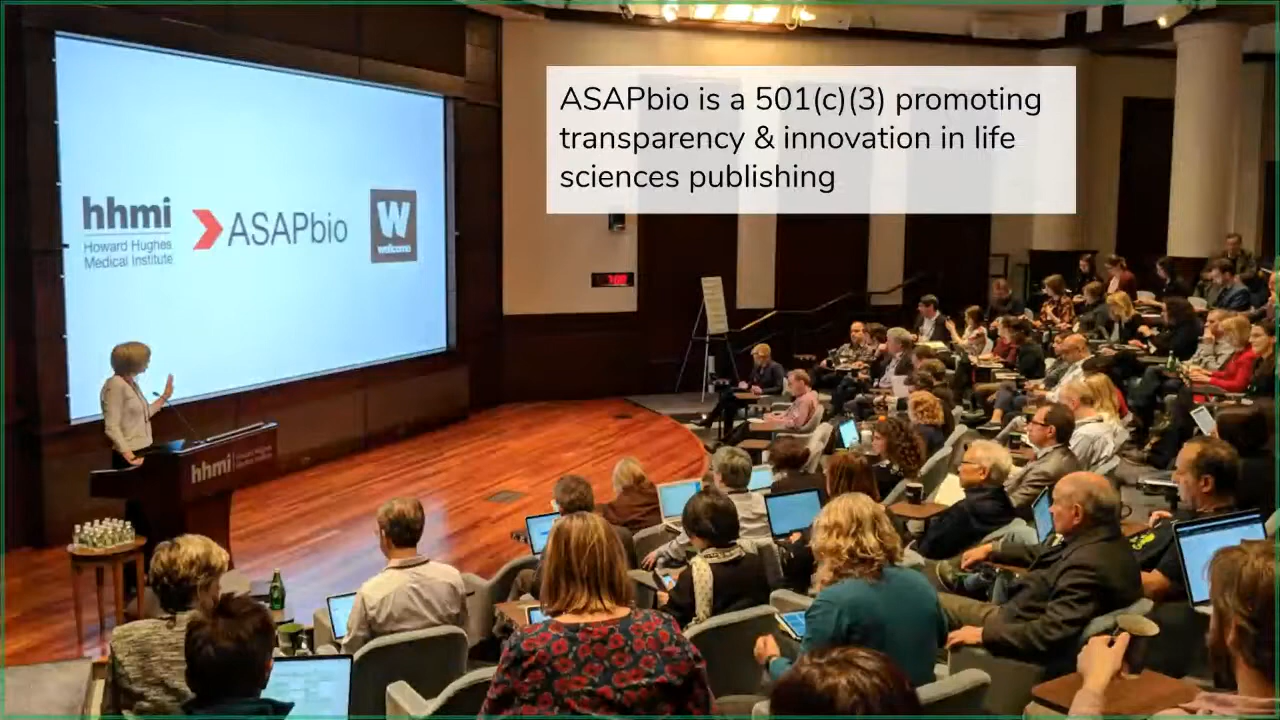 ASAPbio is a 501(c)(3) promoting
transparency & innovation in life
sciences publishing
hhmi
Howard Hughes
Medical Institute
ASAPbio
W
wellcome
hhmi